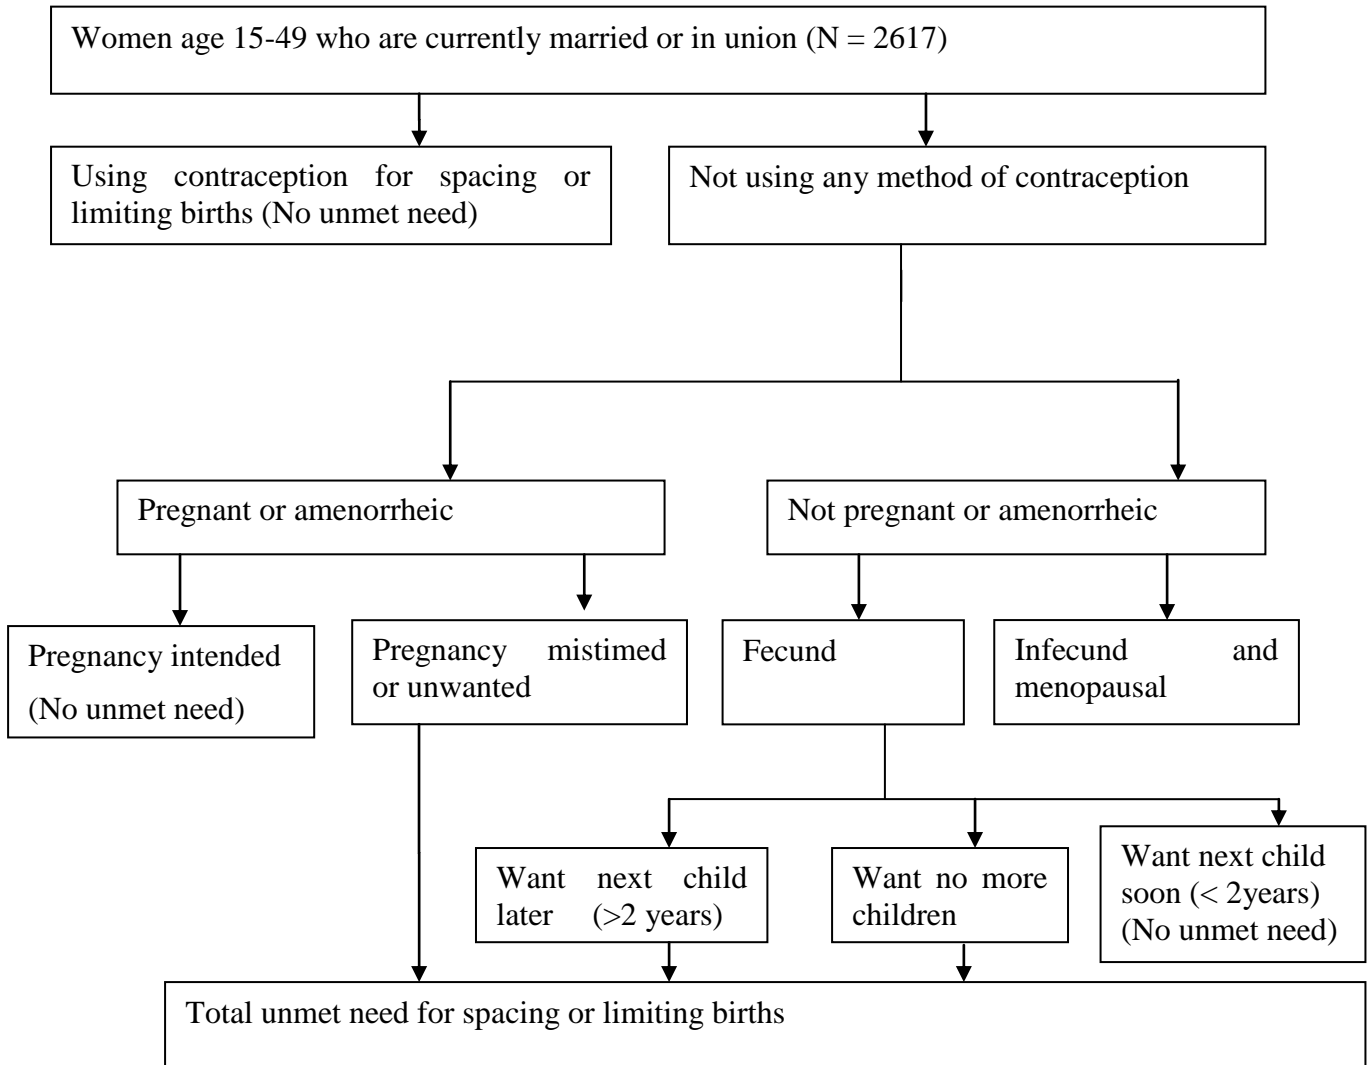 Women age 15-49 who are currently married or in union (N = 2617)
Using contraception for spacing or
limiting births (No unmet need)
Not using any method of contraception
Pregnant or amenorrheic
Not pregnant or amenorrheic
Pregnancy intended
(No unmet need)
Pregnancy mistimed
or unwanted
Fecund
Infecund and
menopausal
Want next child
later (>2 years)
Want no more
children
Want next child
soon (< 2years)
(No unmet need)
Total unmet need for spacing or limiting births